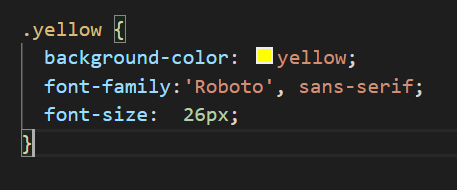 .yellow {
  background-color: yellow;
  font-family:'Roboto', sans-serif;
  font-size:  26px;
}